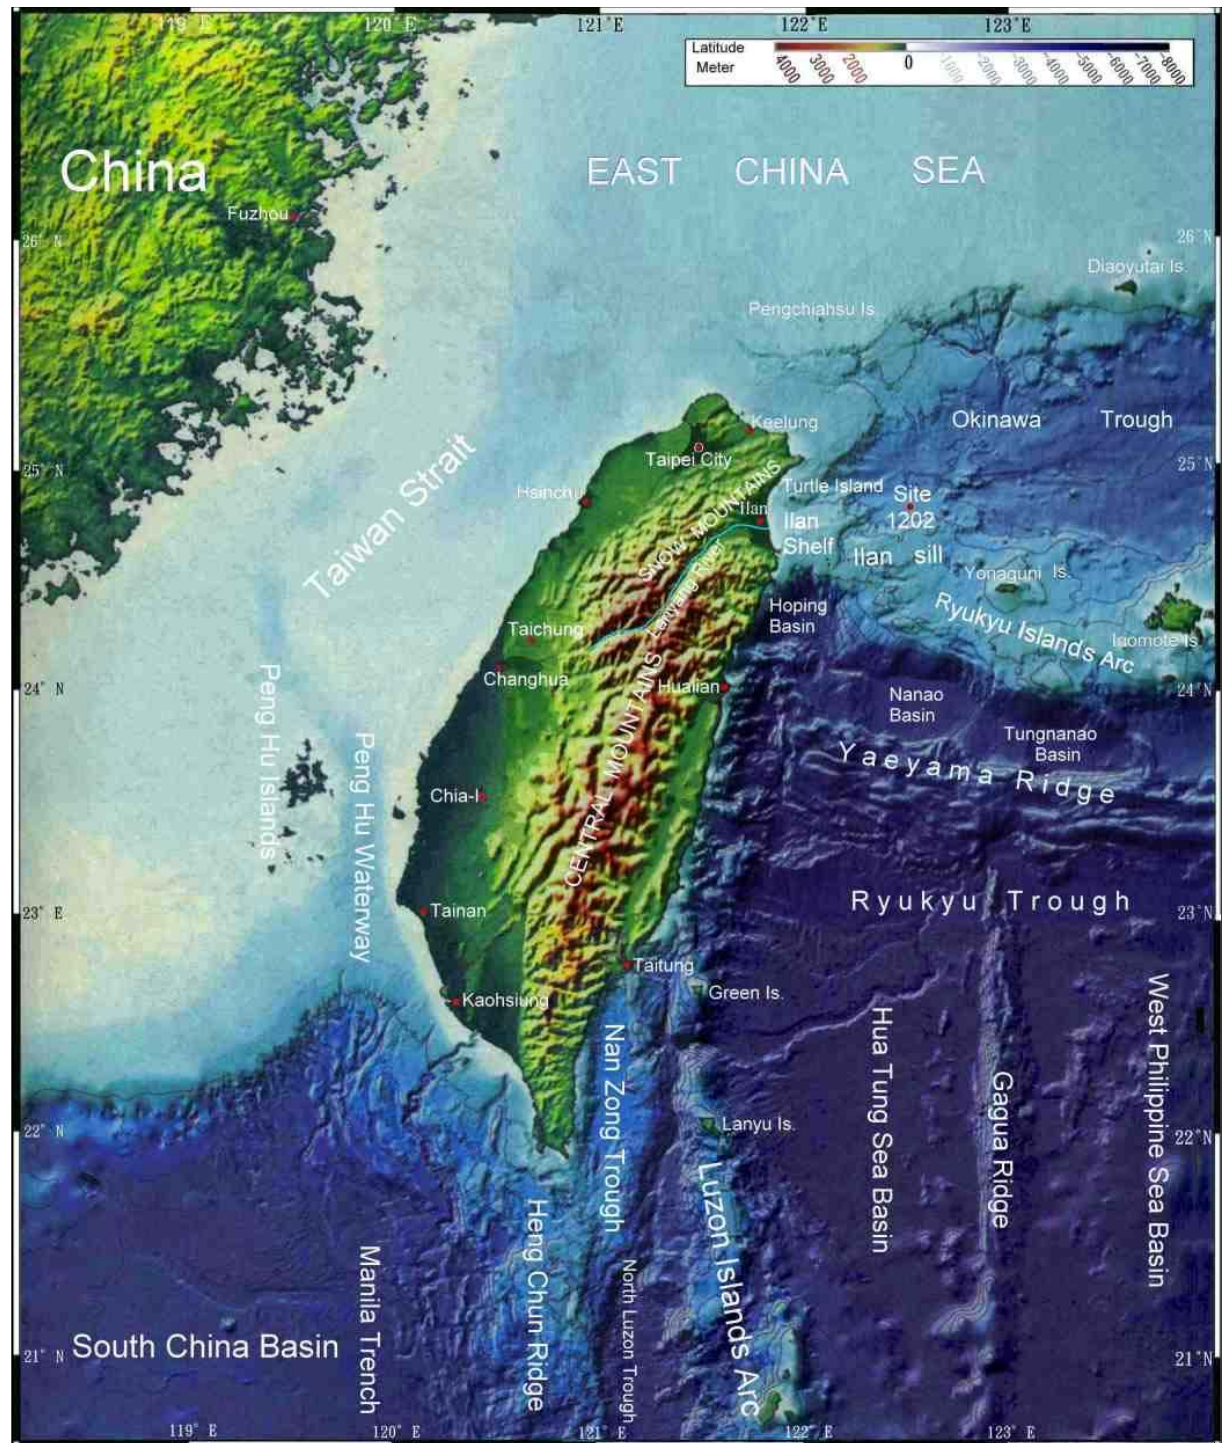 119° E 120° E 121° E 122° E 123° E
Latitude
Meter
4000 3000 2000 0 -1000 -2000 -3000 -4000 -5000 -6000 -7000 -8000
China
EAST CHINA SEA
Fuzhou
26° N
26° N
Diaoyutai Is.
Pengchiahsu Is.
Okinawa Trough
Keelung
Taipei City
25° N
25° N
Taiwan Strait
Hsinchu
SNOW MOUNTAINS
Turtle Island
Site
1202
Ilan
Ilan
Shelf
Ilan sill
Lanyang River
Yonaguni Is.
Hoping
Basin
Ryukyu Islands Arc
Iriomote Is
Taichung
Changhua
Hualian
24° N
24° N
Nanao
Basin
Tungnanao
Basin
Yaeyama Ridge
Peng Hu Islands
Peng Hu Waterway
Chia-I
CENTRAL MOUNTAINS
Ryukyu Trough
23° E
23° N
Tainan
Taitung
Kaohsiung
Green Is.
Nan Zong Trough
Hua Tung Sea Basin
Gagua Ridge
West Philippine Sea Basin
22° N
22° N
Lanyu Is.
Luzon Islands Arc
Heng Chun Ridge
Manila Trench
North Luzon Trough
South China Basin
21° N
21° N
119° E 120° E 121° E 122° E 123° E